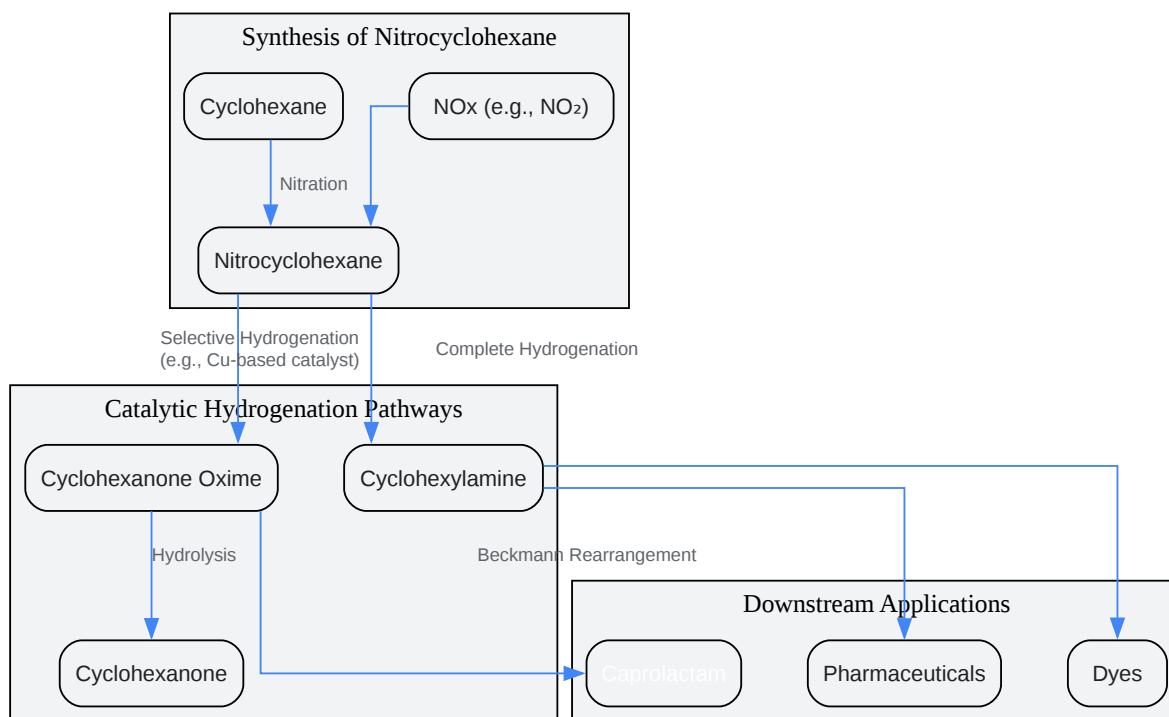 Synthesis of Nitrocyclohexane
Cyclohexane
NOx (e.g., NO₂)
Nitration
Nitrocyclohexane
Selective Hydrogenation
(e.g., Cu-based catalyst)
Complete Hydrogenation
Catalytic Hydrogenation Pathways
Cyclohexanone Oxime
Cyclohexylamine
Hydrolysis
Beckmann Rearrangement
Downstream Applications
Cyclohexanone
Caprolactam
Pharmaceuticals
Dyes